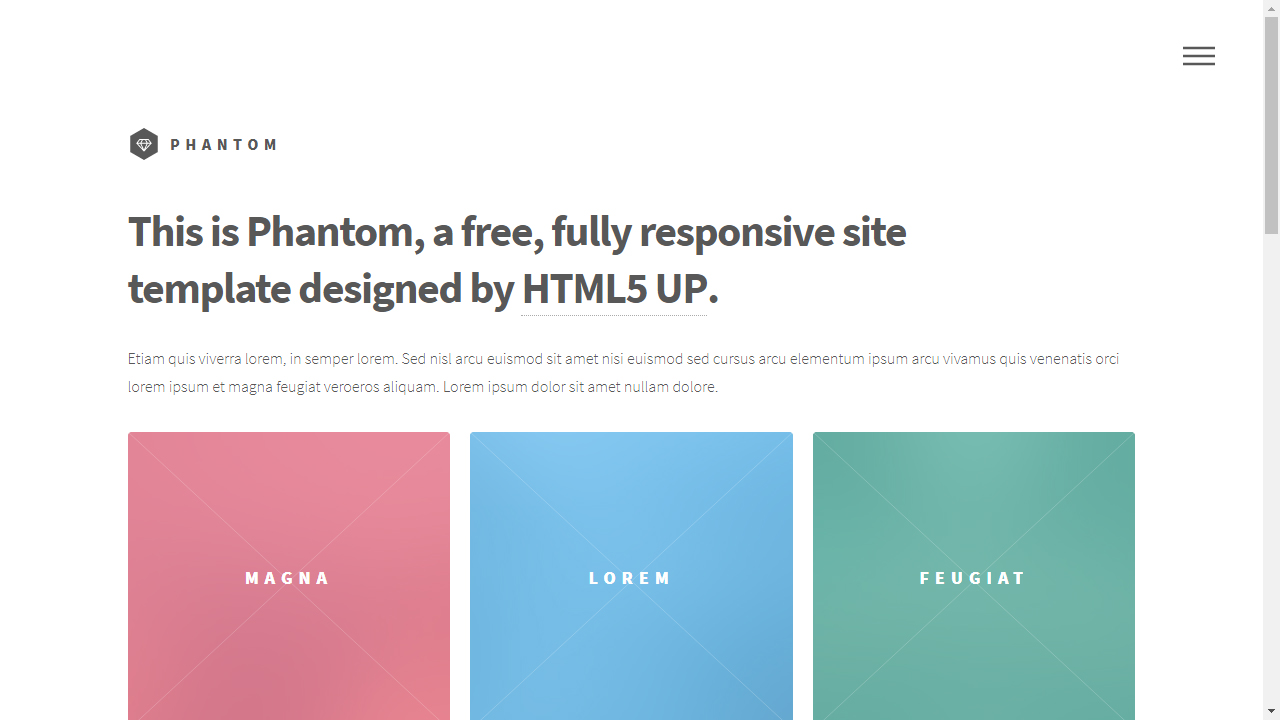 PHANTOM
This is Phantom, a free, fully responsive site
template designed by HTML5 UP.
Etiam quis viverra lorem, in semper lorem. Sed nisl arcu euismod sit amet nisi euismod sed cursus arcu elementum ipsum arcu vivamus quis venenatis orci
lorem ipsum et magna feugiat veroeros aliquam. Lorem ipsum dolor sit amet nullam dolore.
MAGNA
LOREM
FEUGIAT